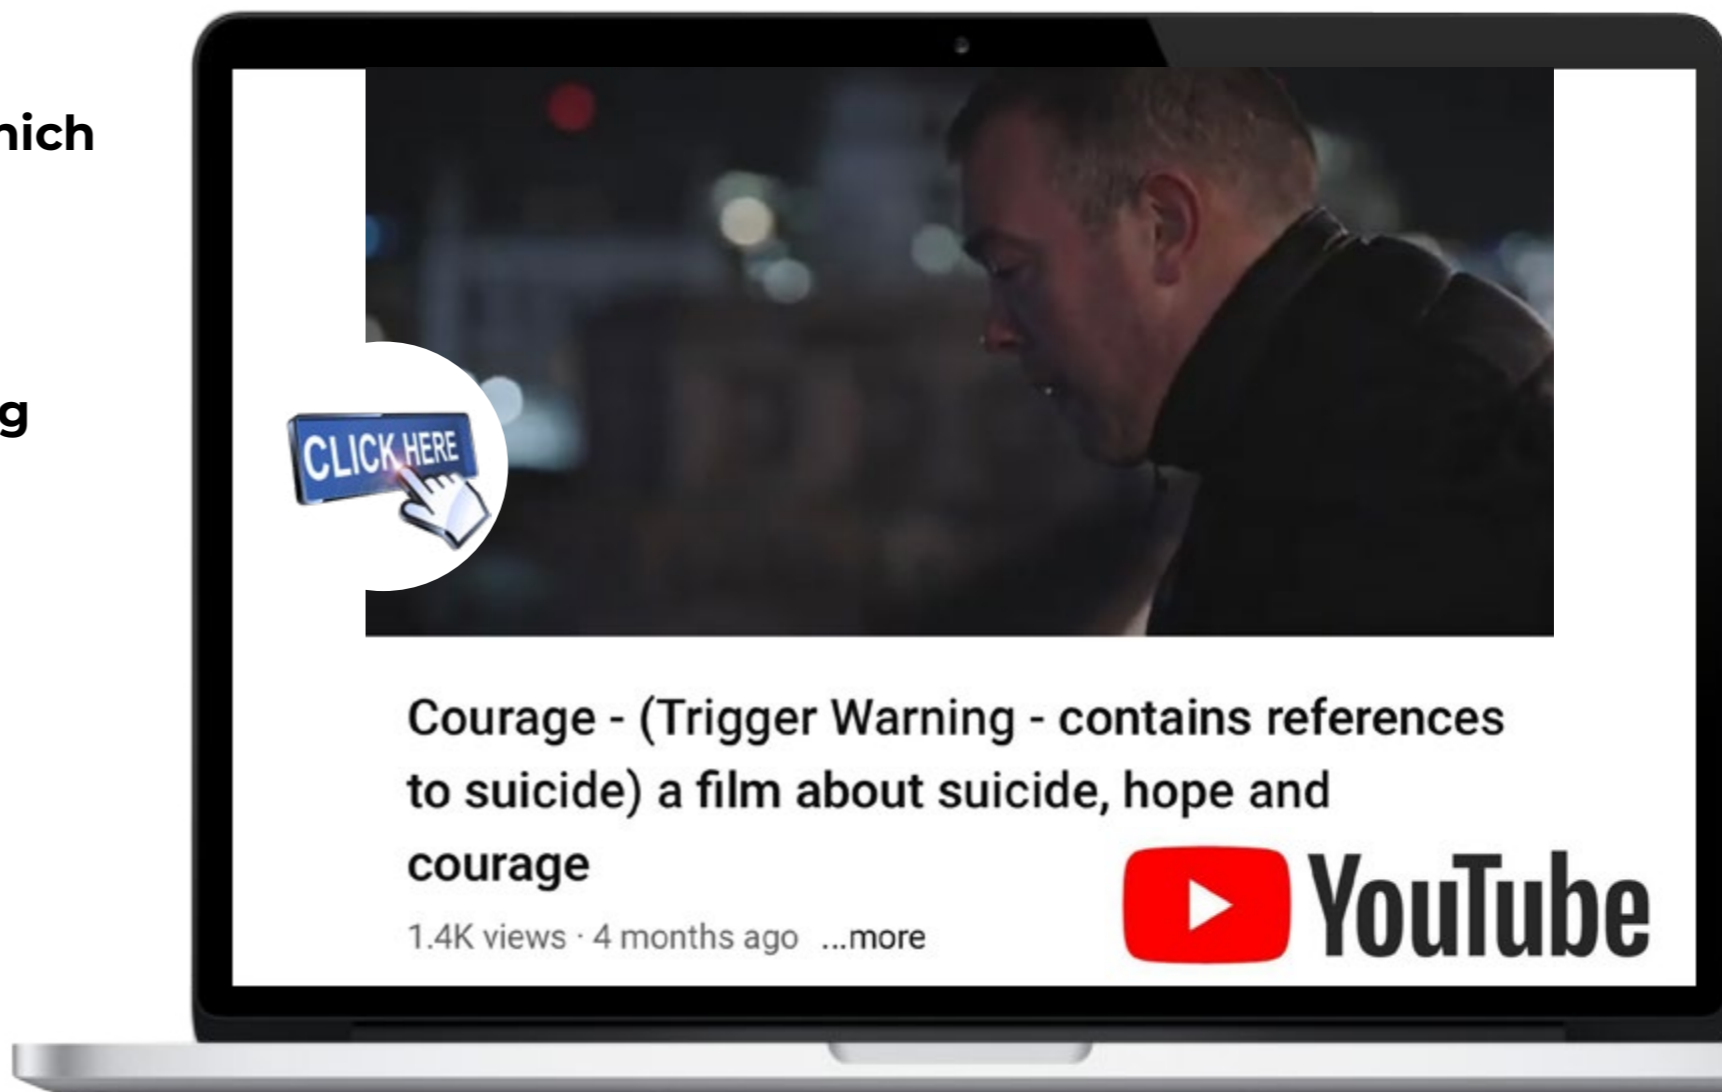 CLICK HERE
Courage - (Trigger Warning - contains references
to suicide) a film about suicide, hope and
courage
1.4K views · 4 months ago ...more
YouTube